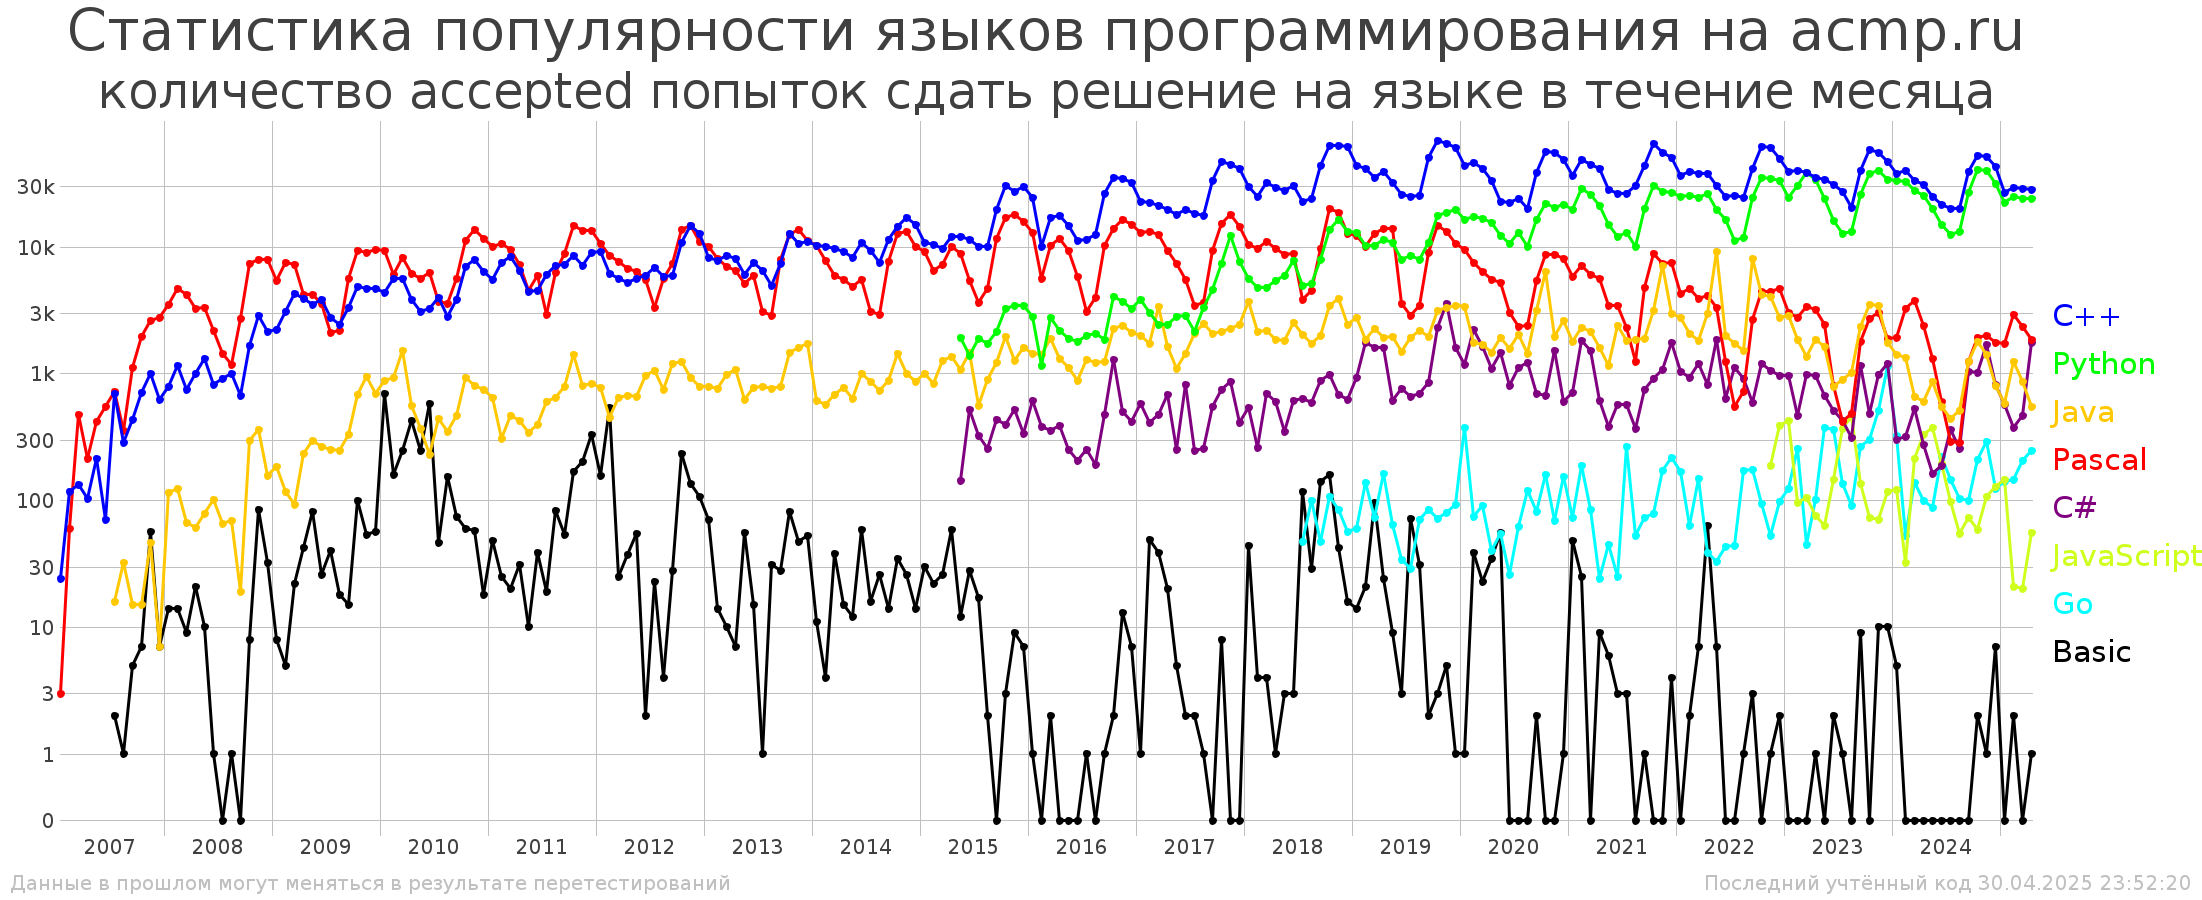 Статистика популярности языков программирования на acmp.ru
количество accepted попыток сдать решение на языке в течение месяца
30k
10k
3k
1k
300
100
30
10
3
1
0
C++
Python
Java
Pascal
C#
JavaScript
Go
Basic
2007 2008 2009 2010 2011 2012 2013 2014 2015 2016 2017 2018 2019 2020 2021 2022 2023 2024
Данные в прошлом могут меняться в результате перетестирований
Последний учтённый код 30.04.2025 23:52:20